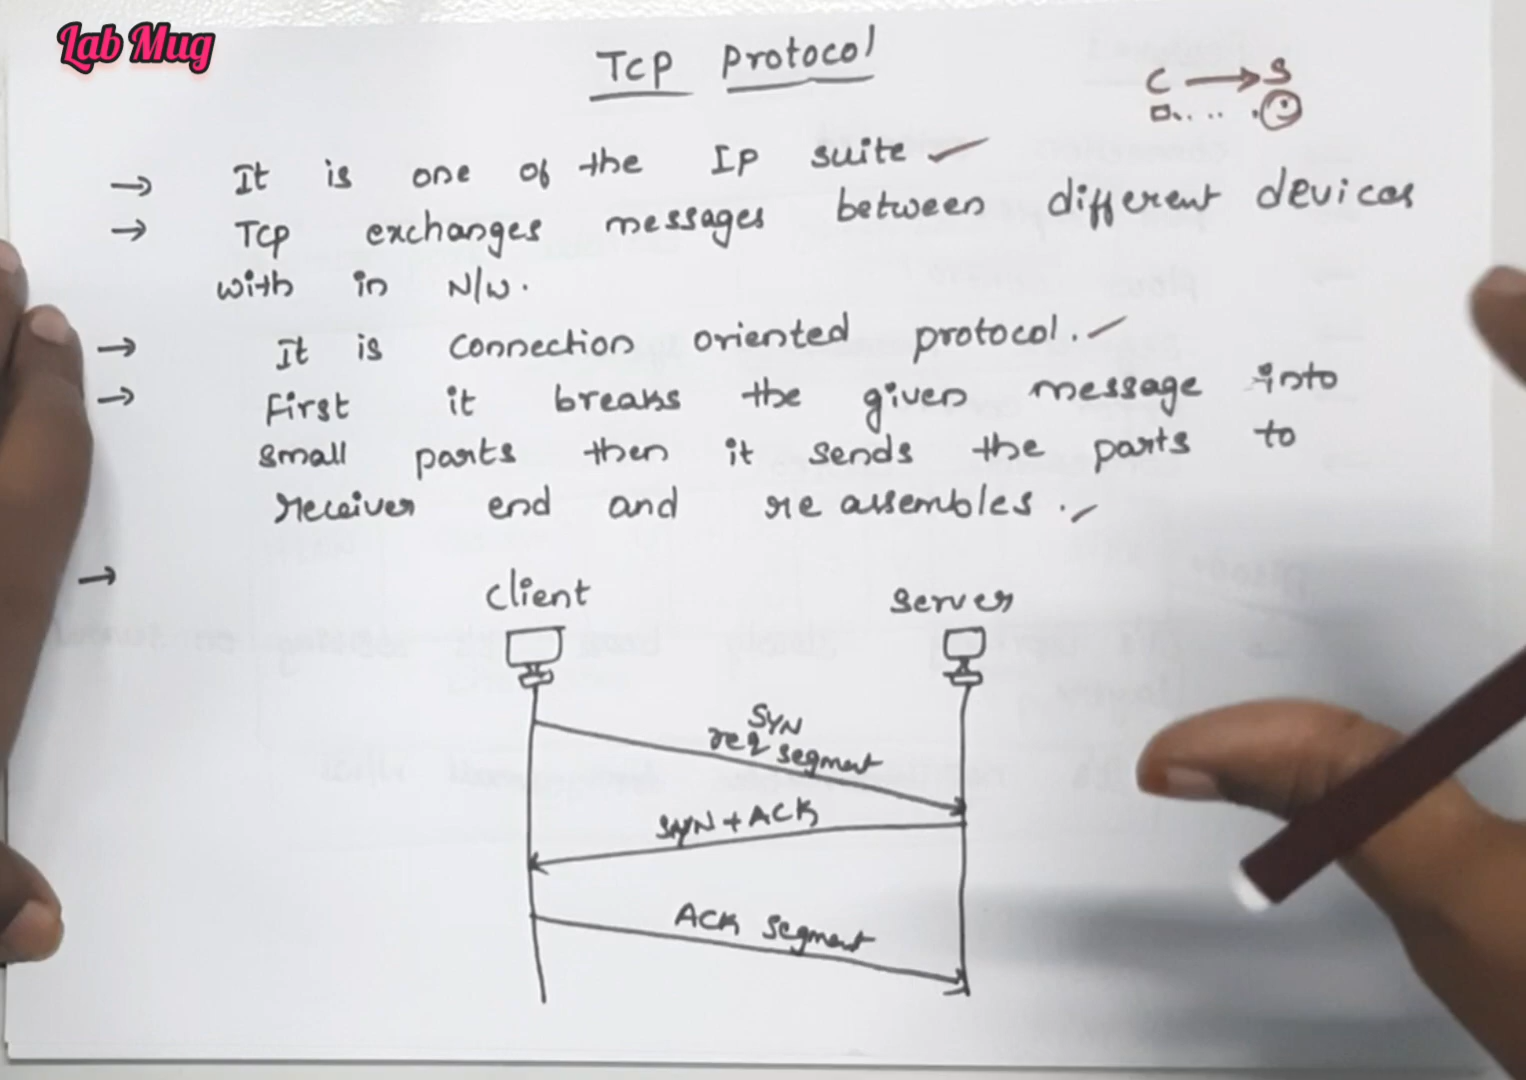 Lab Mug
TCP Protocol
C → S
→ It is one of the IP suite
→ TCP exchanges messages between different devices
with in N/W.
→ It is connection oriented protocol.
→ First it breaks the given message into
small parts then it sends the parts to
receiver end and re assembles.
→
client server
SYN
req segment
SYN + ACK
ACK segment